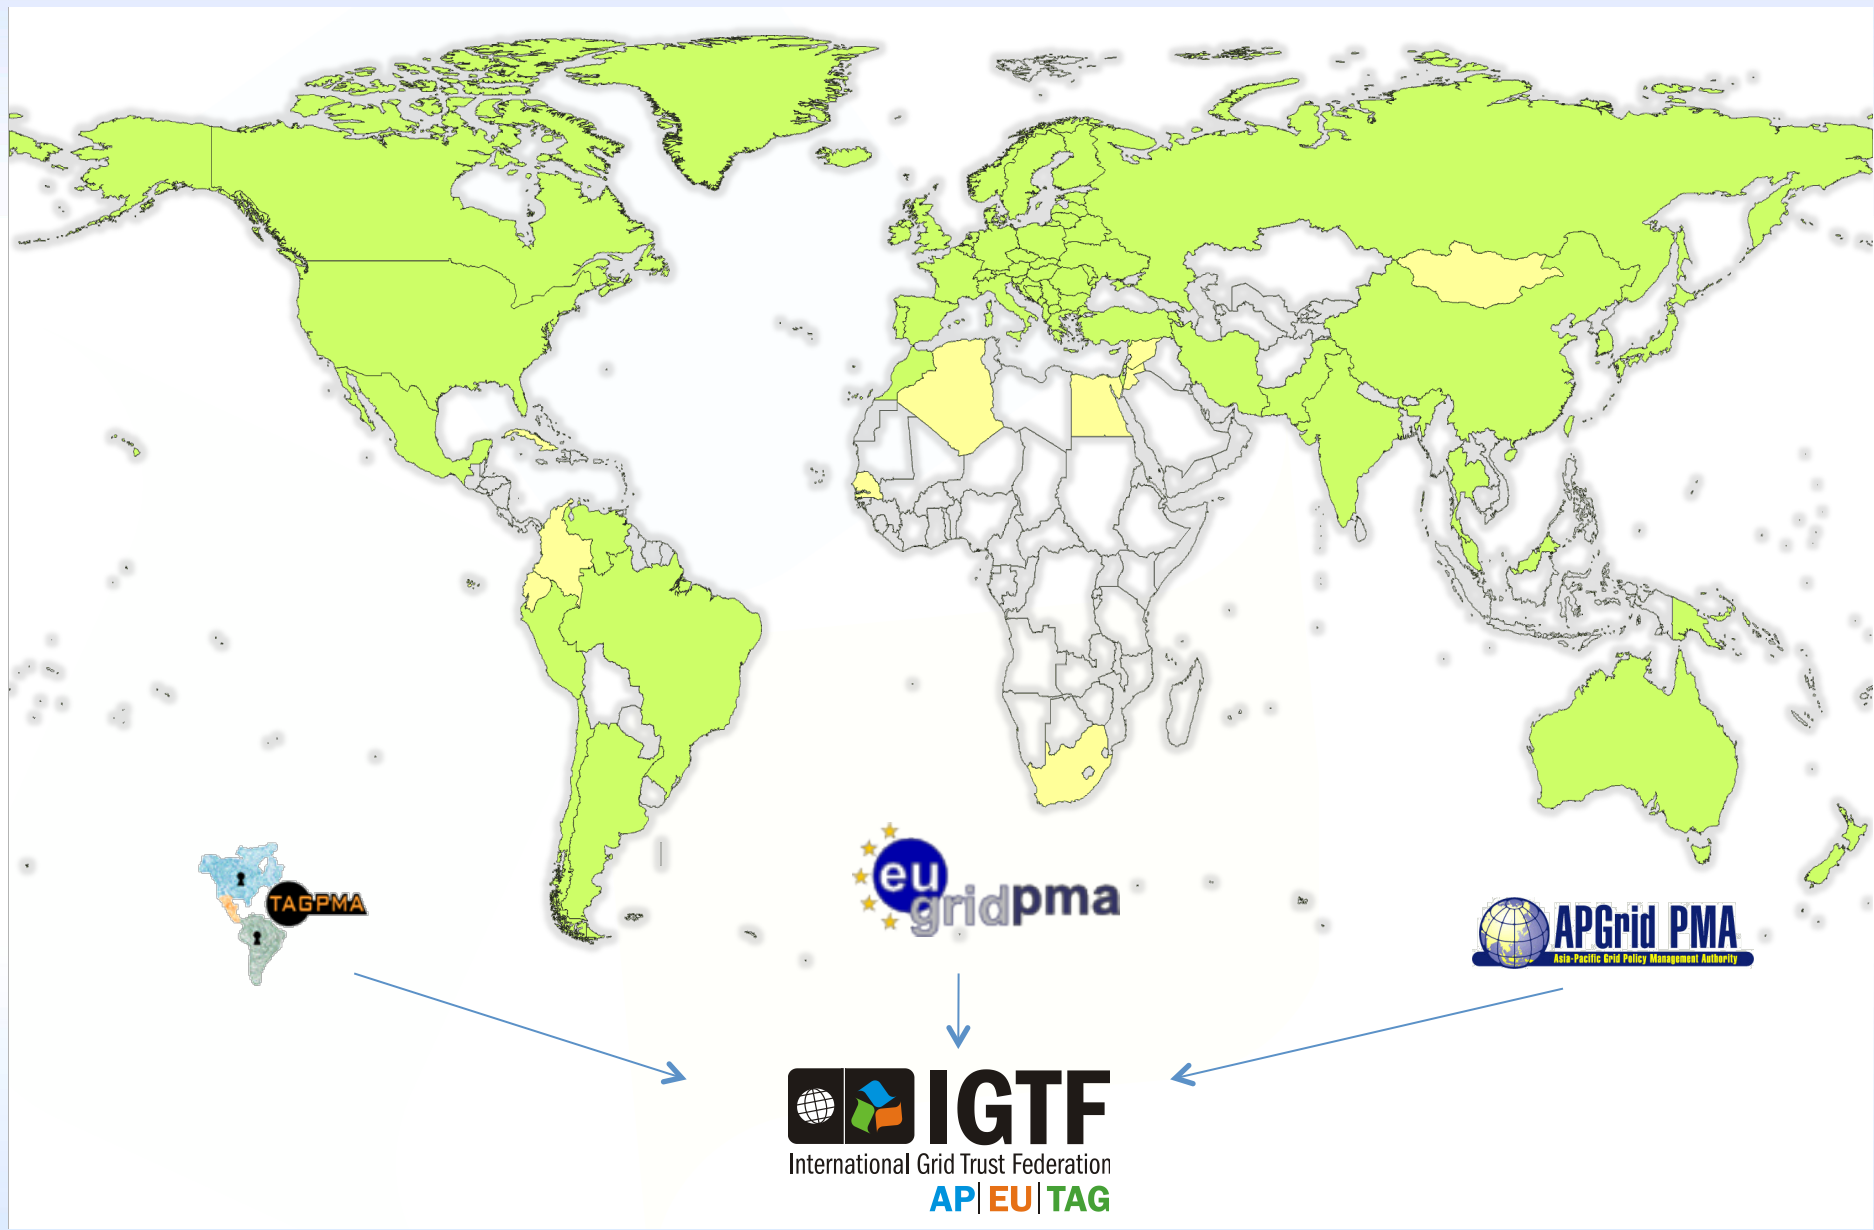 TAGPMA
eu
gridpma
APGrid PMA
Asia-Pacific Grid Policy Management Authority
IGTF
International Grid Trust Federation
AP|EU|TAG